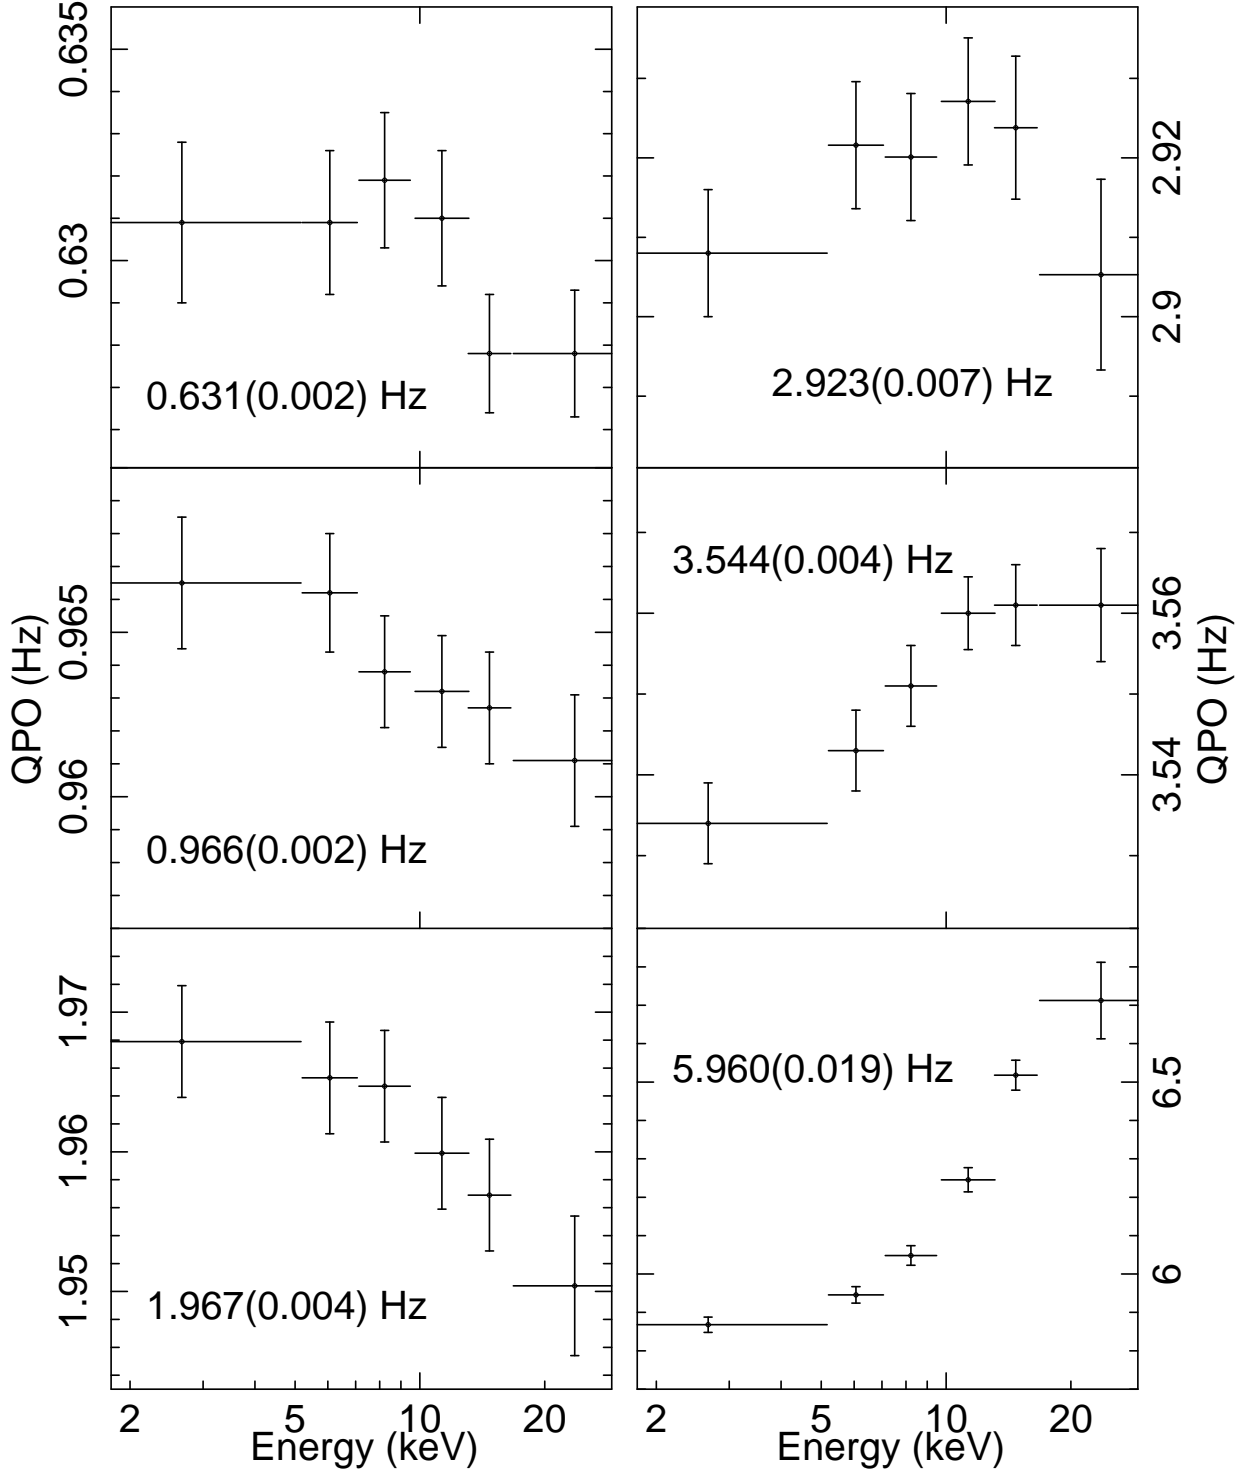 0.635
0.63
0.631(0.002) Hz
2.92
2.9
2.923(0.007) Hz
QPO (Hz)
0.965
0.96
0.966(0.002) Hz
3.544(0.004) Hz
3.56
3.54
QPO (Hz)
1.97
1.96
1.95
1.967(0.004) Hz
5.960(0.019) Hz
6.5
6
2 5 10 20
Energy (keV)
2 5 10 20
Energy (keV)